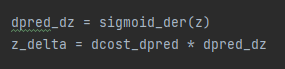 dpred_dz = sigmoid_der(z)
z_delta = dcost_dpred * dpred_dz